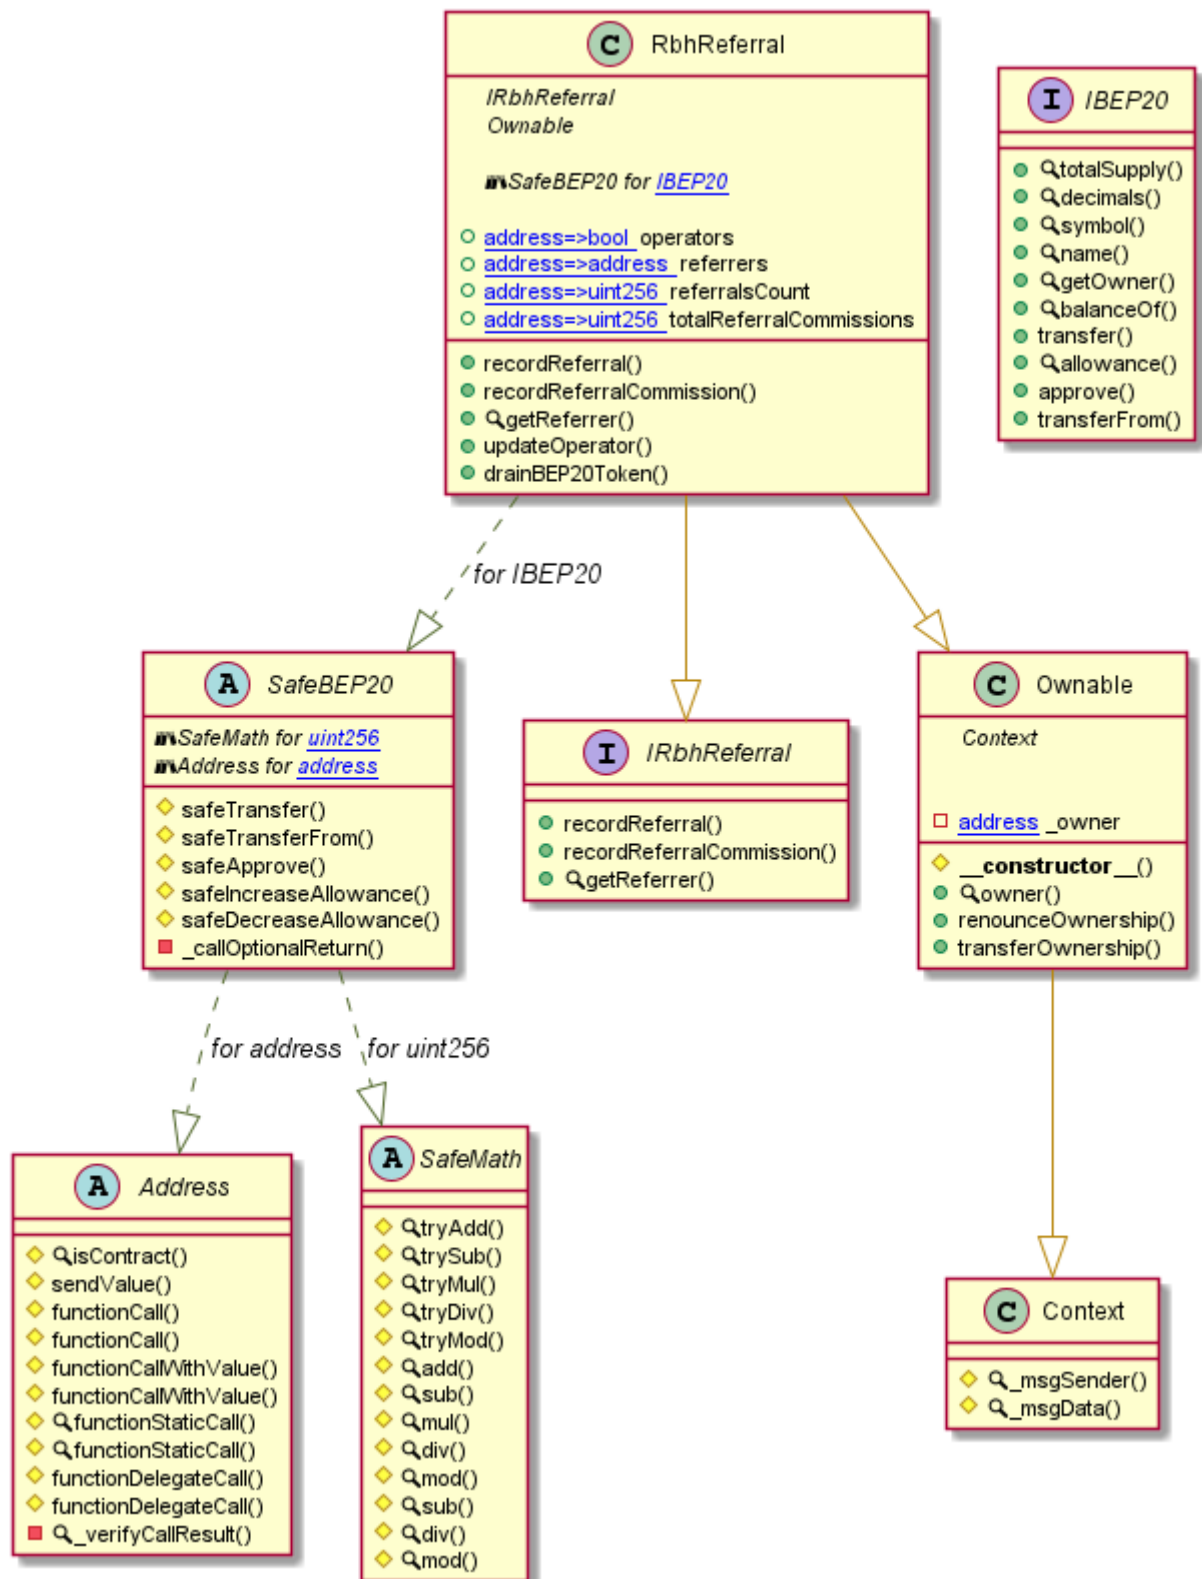 C RbhReferral
IRbhReferral
Ownable
SafeBEP20 for IBEP20
address=>bool operators
address=>address referrers
address=>uint256 referralsCount
address=>uint256 totalReferralCommissions
recordReferral()
recordReferralCommission()
getReferrer()
updateOperator()
drainBEP20Token()
I IBEP20
totalSupply()
decimals()
symbol()
name()
getOwner()
balanceOf()
transfer()
allowance()
approve()
transferFrom()
for IBEP20
A SafeBEP20
SafeMath for uint256
Address for address
safeTransfer()
safeTransferFrom()
safeApprove()
safeIncreaseAllowance()
safeDecreaseAllowance()
_callOptionalReturn()
I IRbhReferral
recordReferral()
recordReferralCommission()
getReferrer()
C Ownable
Context
address _owner
__constructor__()
owner()
renounceOwnership()
transferOwnership()
for address
for uint256
A Address
isContract()
sendValue()
functionCall()
functionCall()
functionCallWithValue()
functionCallWithValue()
functionStaticCall()
functionStaticCall()
functionDelegateCall()
functionDelegateCall()
_verifyCallResult()
A SafeMath
tryAdd()
trySub()
tryMul()
tryDiv()
tryMod()
add()
sub()
mul()
div()
mod()
sub()
div()
mod()
C Context
_msgSender()
_msgData()